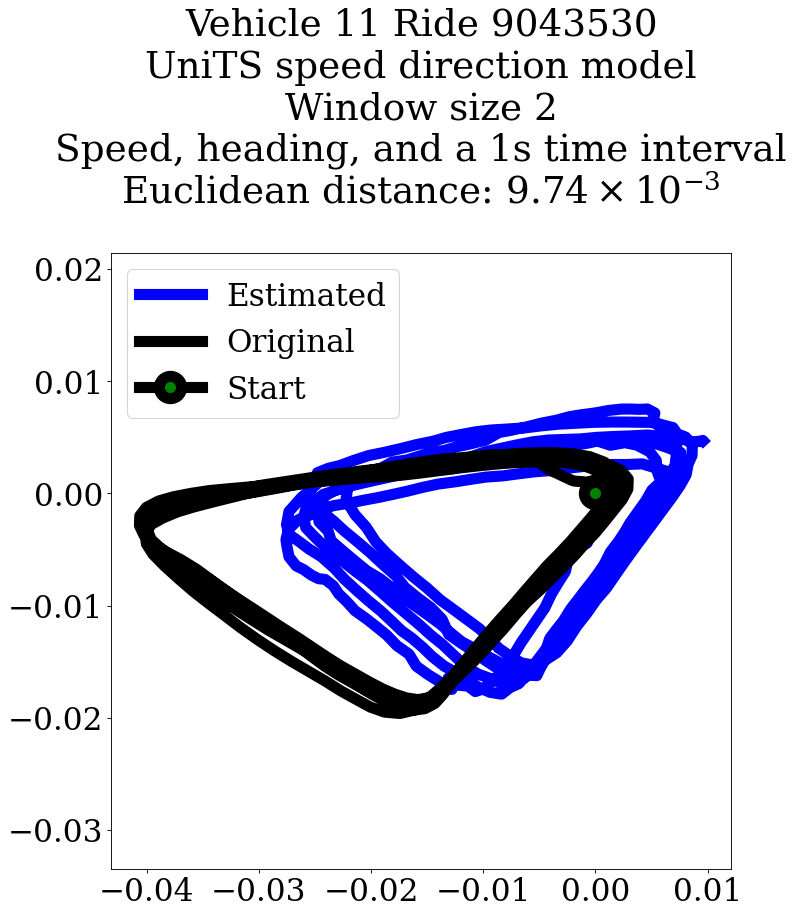 Vehicle 11 Ride 9043530
UniTS speed direction model
Window size 2
Speed, heading, and a 1s time interval
Euclidean distance: 9.74 × 10⁻³
0.02
0.01
0.00
−0.01
−0.02
−0.03
Estimated
Original
Start
−0.04 −0.03 −0.02 −0.01 0.00 0.01